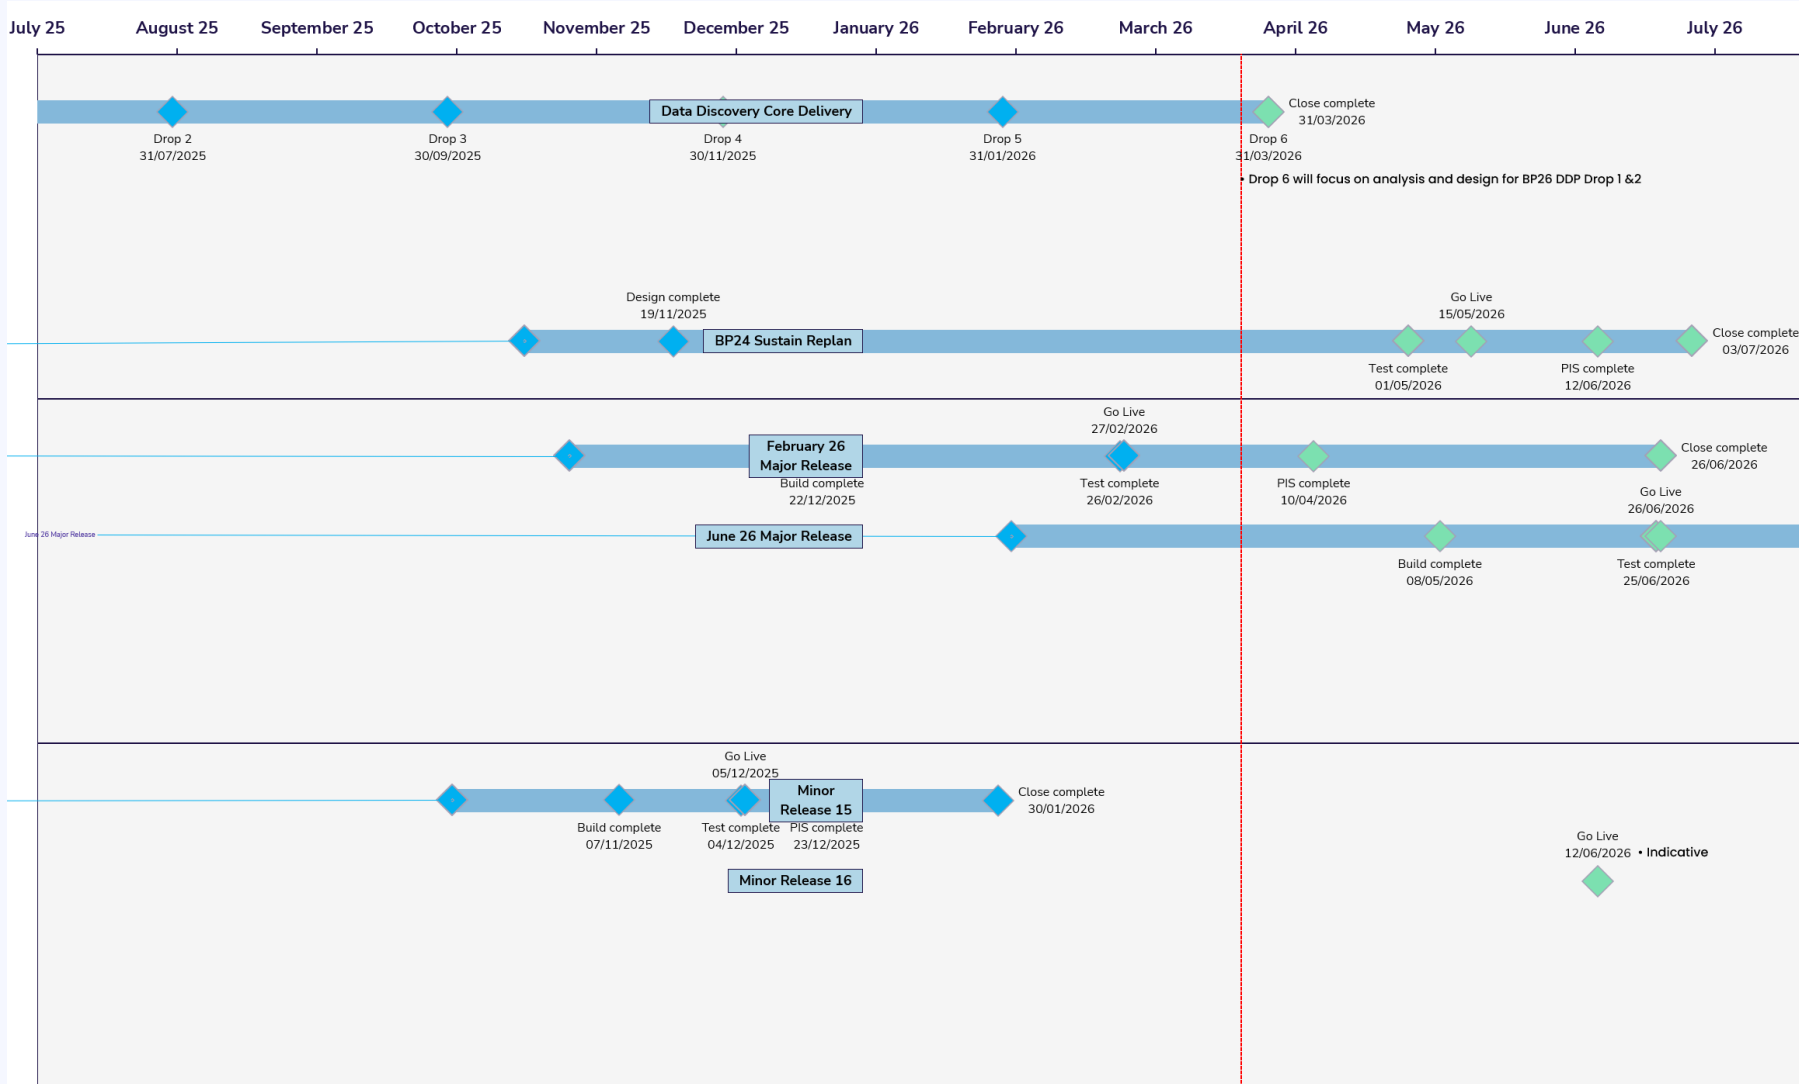 July 25 August 25 September 25 October 25 November 25 December 25 January 26 February 26 March 26 April 26 May 26 June 26 July 26
Data Discovery Core Delivery
Close complete
31/03/2026
Drop 2
31/07/2025
Drop 3
30/09/2025
Drop 4
30/11/2025
Drop 5
31/01/2026
Drop 6
31/03/2026
• Drop 6 will focus on analysis and design for BP26 DDP Drop 1 &2
Design complete
19/11/2025
Go Live
15/05/2026
BP24 Sustain Replan
Close complete
03/07/2026
Test complete
01/05/2026
PIS complete
12/06/2026
Go Live
27/02/2026
February 26
Major Release
Close complete
26/06/2026
Build complete
22/12/2025
Test complete
26/02/2026
PIS complete
10/04/2026
Go Live
26/06/2026
June 26 Major Release
June 26 Major Release
Build complete
08/05/2026
Test complete
25/06/2026
Go Live
05/12/2025
Minor
Release 15
Close complete
30/01/2026
Build complete
07/11/2025
Test complete
04/12/2025
PIS complete
23/12/2025
Go Live
12/06/2026 • Indicative
Minor Release 16